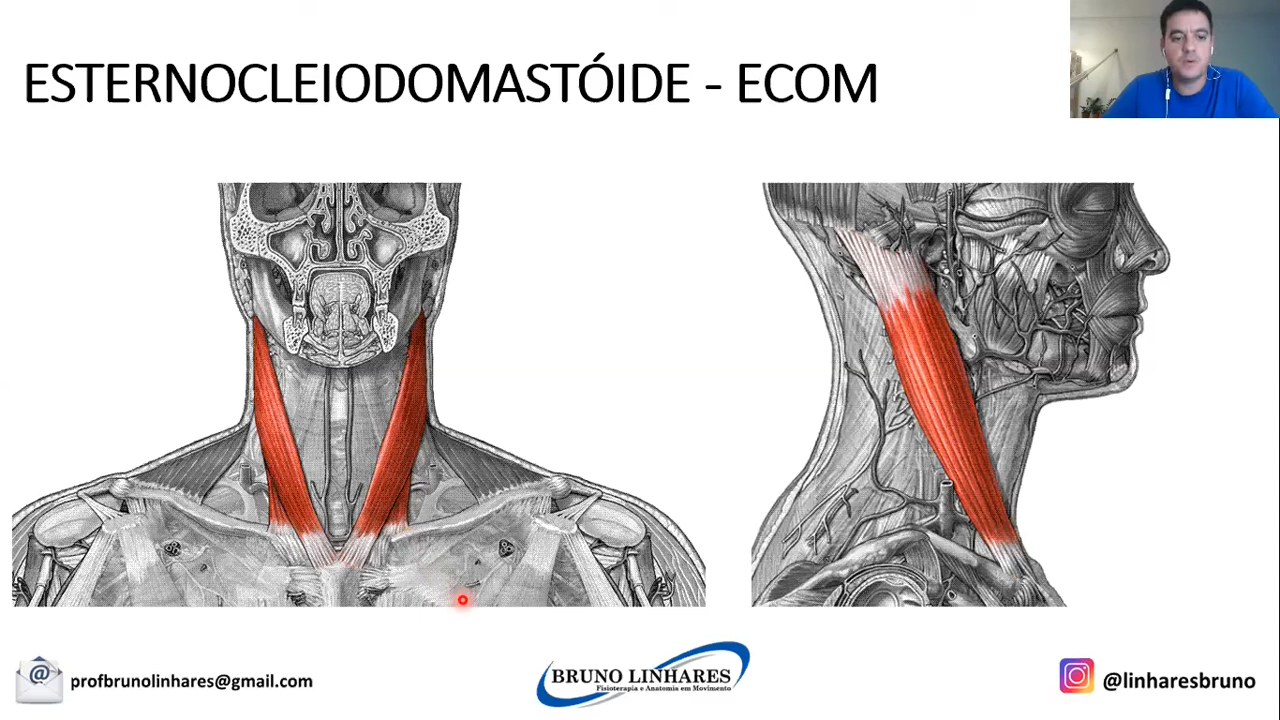 ESTERNOCLEIODOMASTÓIDE - ECOM
@ profbrunolinhares@gmail.com
BRUNO LINHARES
Fisioterapia e Anatomia em Movimento
@linharesbruno